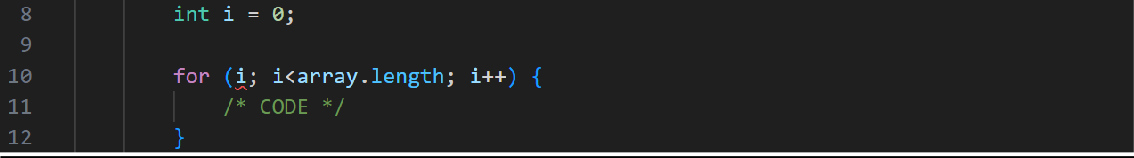 8 int i = 0;
9
10 for (i; i<array.length; i++) {
11 /* CODE */
12 }